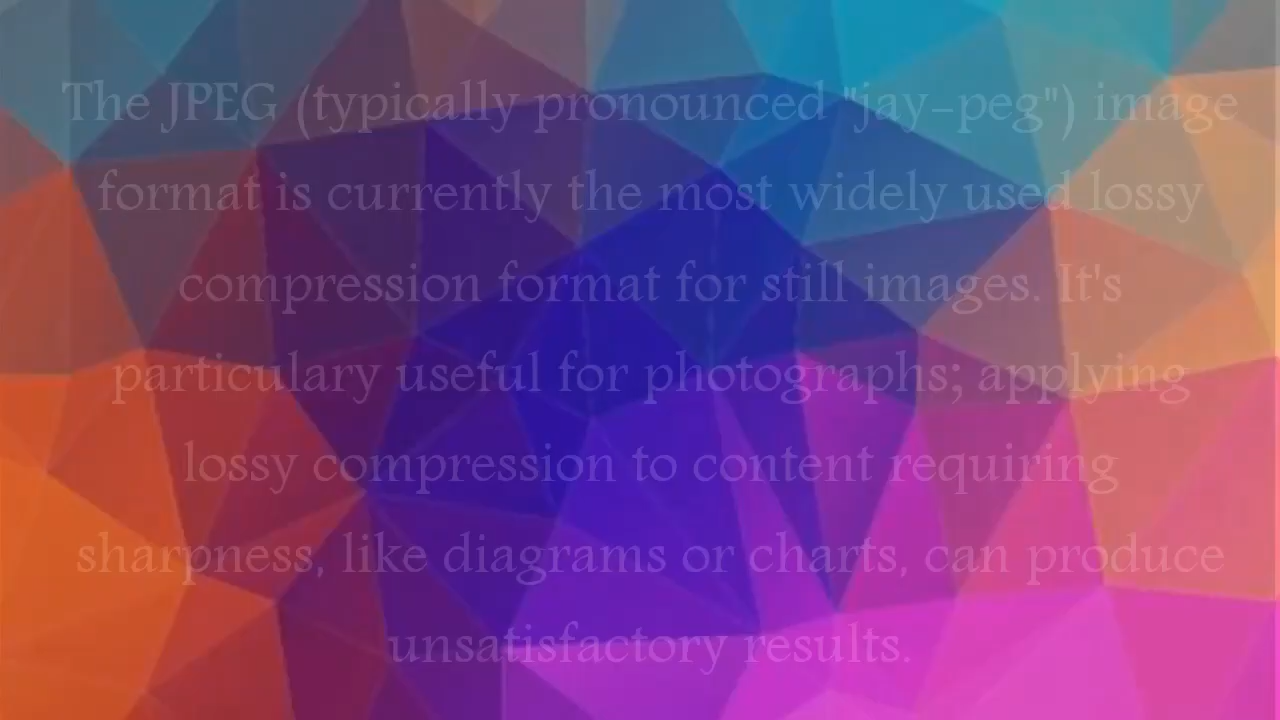 The JPEG (typically pronounced "jay-peg") image
format is currently the most widely used lossy
compression format for still images. It's
particulary useful for photographs; applying
lossy compression to content requiring
sharpness, like diagrams or charts, can produce
unsatisfactory results.